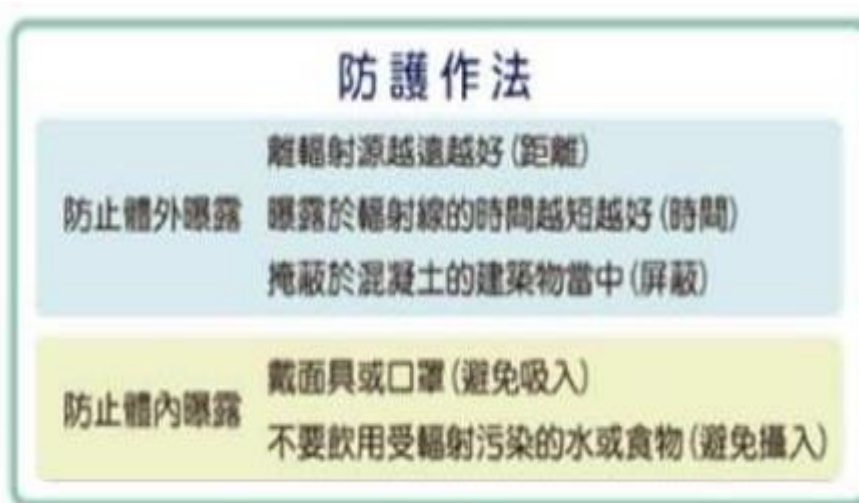 防護作法
離輻射源越遠越好(距離)
防止體外曝露 曝露於輻射線的時間越短越好(時間)
掩蔽於混凝土的建築物當中(屏蔽)
戴面具或口罩(避免吸入)
防止體內曝露
不要飲用受輻射污染的水或食物(避免攝入)